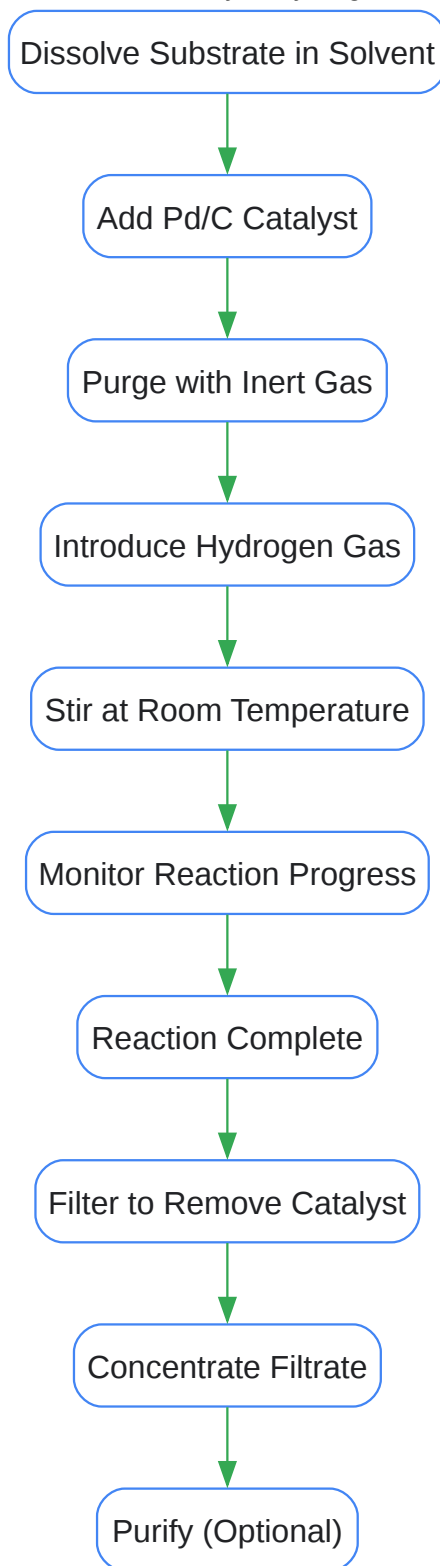 Dissolve Substrate in Solvent
Add Pd/C Catalyst
Purge with Inert Gas
Introduce Hydrogen Gas
Stir at Room Temperature
Monitor Reaction Progress
Reaction Complete
Filter to Remove Catalyst
Concentrate Filtrate
Purify (Optional)